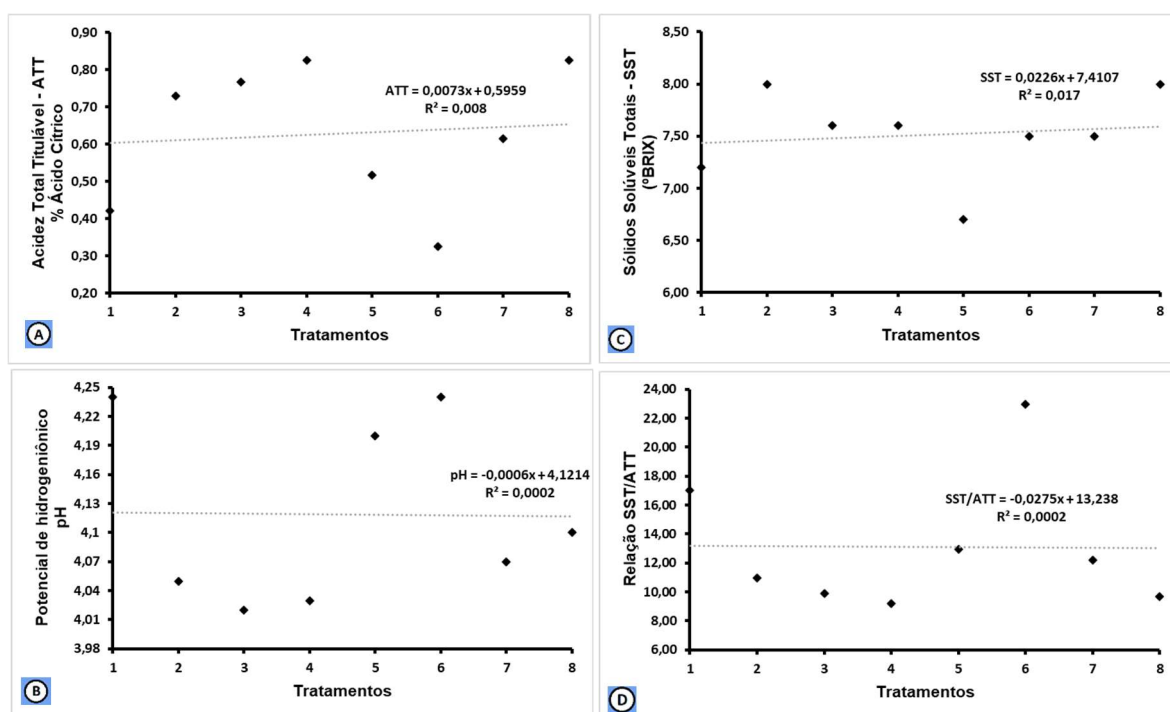 Acidez Total Titulável - ATT
% Ácido Cítrico
0,90
0,80
0,70
0,60
0,50
0,40
0,30
0,20
ATT = 0,0073x + 0,5959
R² = 0,008
1 2 3 4 5 6 7 8
Tratamentos
A
Sólidos Solúveis Totais - SST
(ºBRIX)
8,50
8,00
7,50
7,00
6,50
6,00
SST = 0,0226x + 7,4107
R² = 0,017
1 2 3 4 5 6 7 8
Tratamentos
C
Potencial de hidrogeniônico
pH
4,25
4,22
4,19
4,16
4,13
4,1
4,07
4,04
4,01
3,98
pH = -0,0006x + 4,1214
R² = 0,0002
1 2 3 4 5 6 7 8
Tratamentos
B
Relação SST/ATT
24,00
22,00
20,00
18,00
16,00
14,00
12,00
10,00
8,00
6,00
SST/ATT = -0,0275x + 13,238
R² = 0,0002
1 2 3 4 5 6 7 8
Tratamentos
D